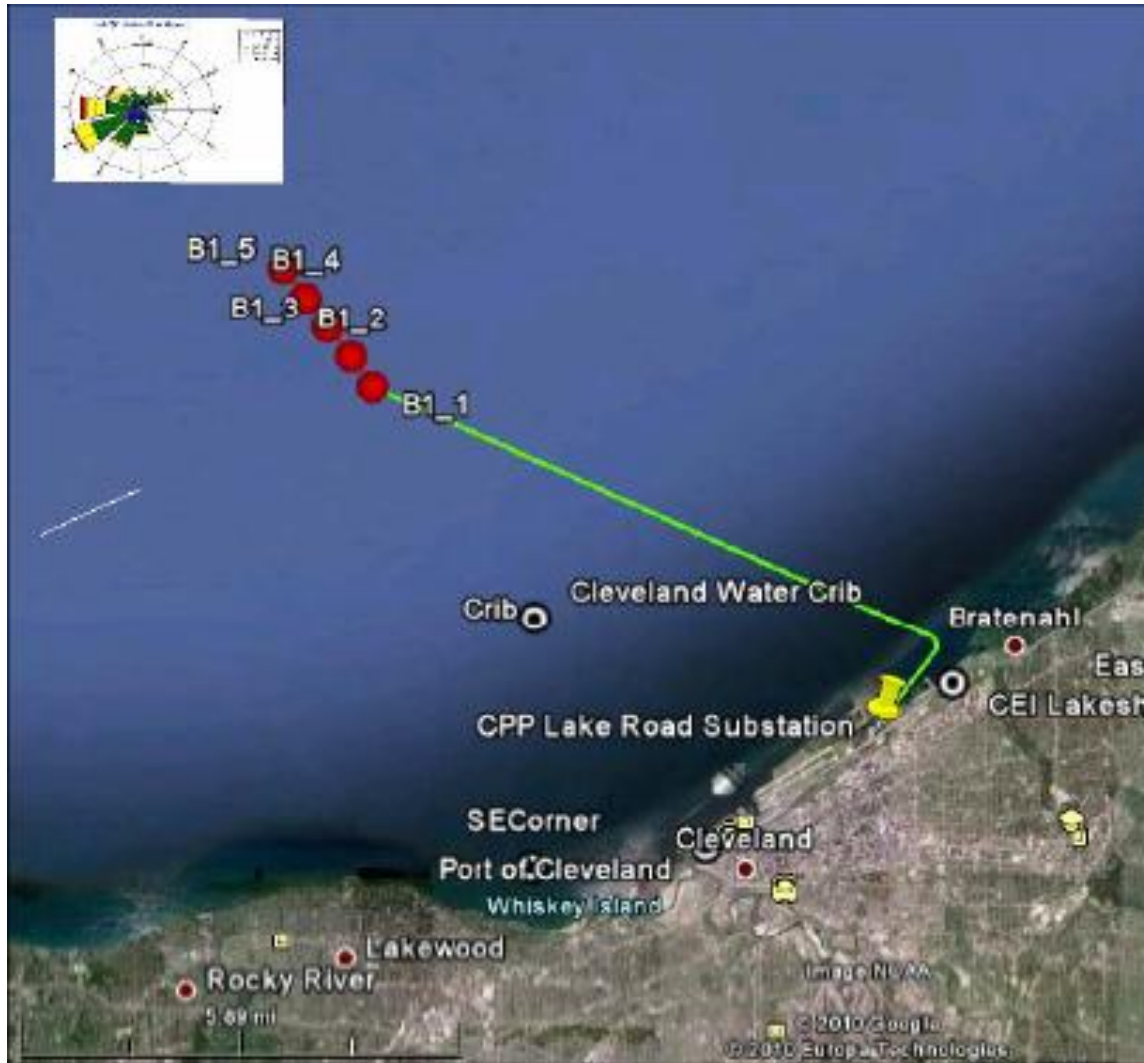 B1_5
B1_4
B1_3
B1_2
B1_1
Cleveland Water Crib
Crib
Bratenahl
Eas
CEI Lakesh
CPP Lake Road Substation
SECorner
Cleveland
Port of Cleveland
Whiskey Island
Lakewood
Rocky River
5.89 mi
Image NOAA
© 2010 Google
© 2010 Europa Technologies